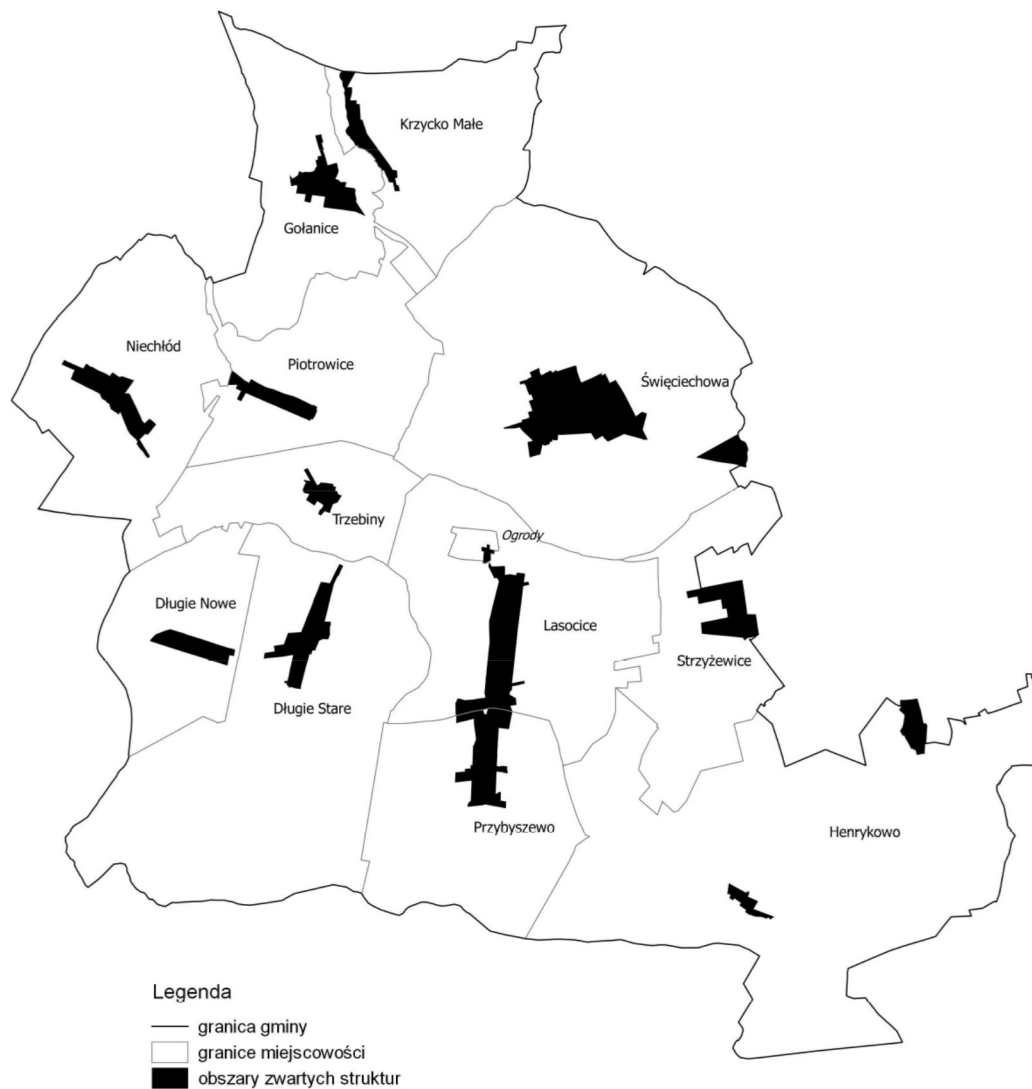 Krzycko Małe
Gołanice
Niechłód
Piotrowice
Święciechowa
Trzebiny
Ogrody
Długie Nowe
Lasocice
Strzyżewice
Długie Stare
Przybyszewo
Henrykowo
Legenda
granica gminy
granice miejscowości
obszary zwartych struktur